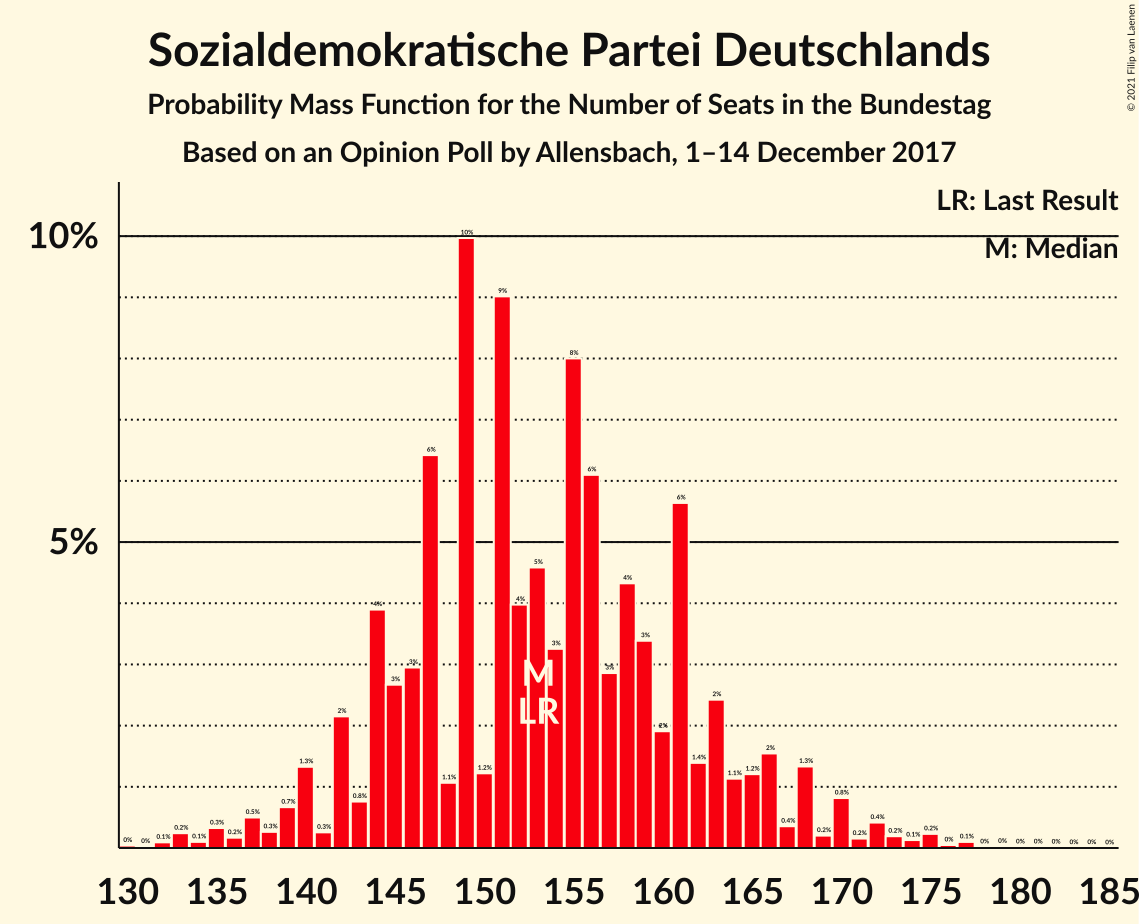 Sozialdemokratische Partei Deutschlands
Probability Mass Function for the Number of Seats in the Bundestag
Based on an Opinion Poll by Allensbach, 1–14 December 2017
© 2021 Filip van Laenen
LR: Last Result
M: Median
10%
5%
0% 0% 0.1% 0.2% 0.1% 0.3% 0.2% 0.5% 0.3% 0.7% 1.3% 0.3% 2% 0.8% 4% 3% 3% 6% 1.1% 10% 1.2% 9% 4% 5% 3% 8% 6% 3% 4% 3% 2% 6% 1.4% 2% 1.1% 1.2% 2% 0.4% 1.3% 0.2% 0.8% 0.2% 0.4% 0.2% 0.1% 0.2% 0% 0.1% 0% 0% 0% 0% 0% 0% 0% 0%
M
LR
130 135 140 145 150 155 160 165 170 175 180 185